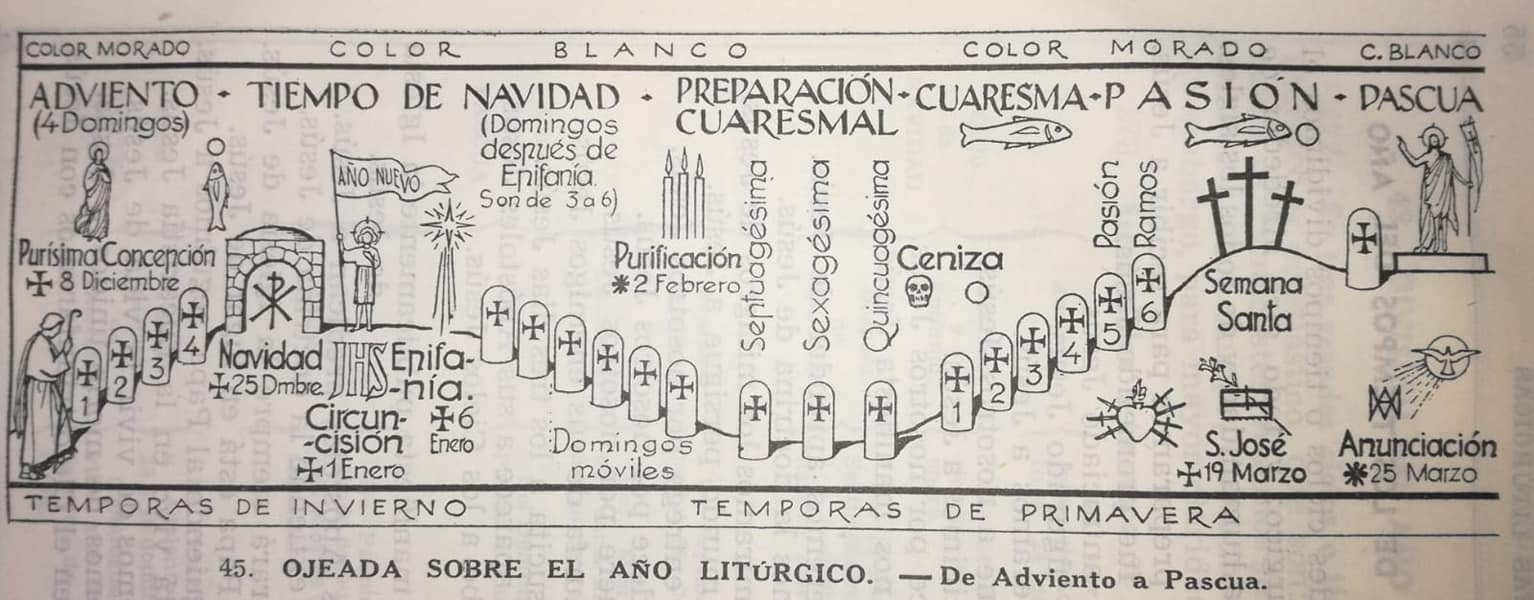 COLOR MORADO
COLOR BLANCO
COLOR MORADO
C. BLANCO
ADVIENTO · TIEMPO DE NAVIDAD · PREPARACIÓN · CUARESMA · PASIÓN · PASCUA
(4 Domingos)
CUARESMAL
(Domingos
después de
Epifanía.
Son de 3 a 6)
AÑO NUEVO
Purísima Concepción
✠ 8 Diciembre
1
2
3
4
Navidad
✠ 25 Dmbre.
JHS
Circun-
-cisión
✠ 1 Enero
Epifa-
-nía.
✠ 6
Enero
Domingos
móviles
Purificación
✱ 2 Febrero
Septuagésima
Sexagésima
Quincuagésima
Ceniza
1
2
3
4
5
6
Pasión
Ramos
Semana
Santa
S. José
✠ 19 Marzo
Anunciación
✱ 25 Marzo
TEMPORAS DE INVIERNO
TEMPORAS DE PRIMAVERA
45. OJEADA SOBRE EL AÑO LITÚRGICO. — De Adviento a Pascua.